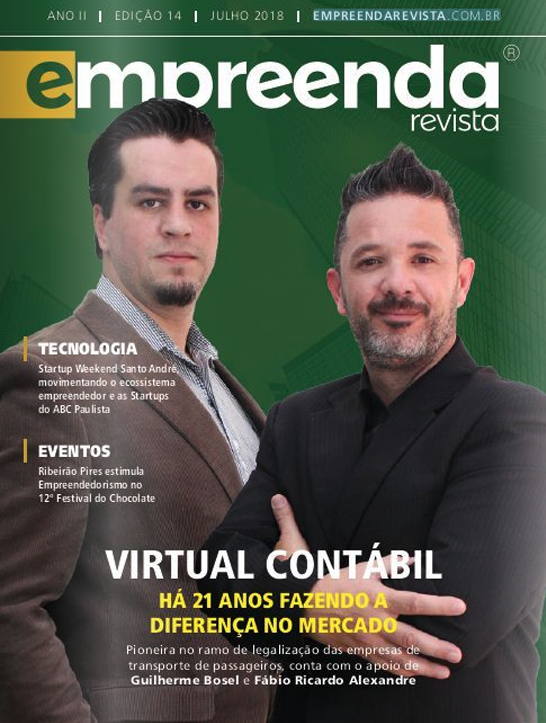 ANO II | EDIÇÃO 14 | JULHO 2018 | EMPREENDAREVISTA.COM.BR
empreenda ®
revista
TECNOLOGIA
Startup Weekend Santo André,
movimentando o ecossistema
empreendedor e as Startups
do ABC Paulista
EVENTOS
Ribeirão Pires estimula
Empreendedorismo no
12º Festival do Chocolate
VIRTUAL CONTÁBIL
HÁ 21 ANOS FAZENDO A
DIFERENÇA NO MERCADO
Pioneira no ramo de legalização das empresas de
transporte de passageiros, conta com o apoio de
Guilherme Bosel e Fábio Ricardo Alexandre